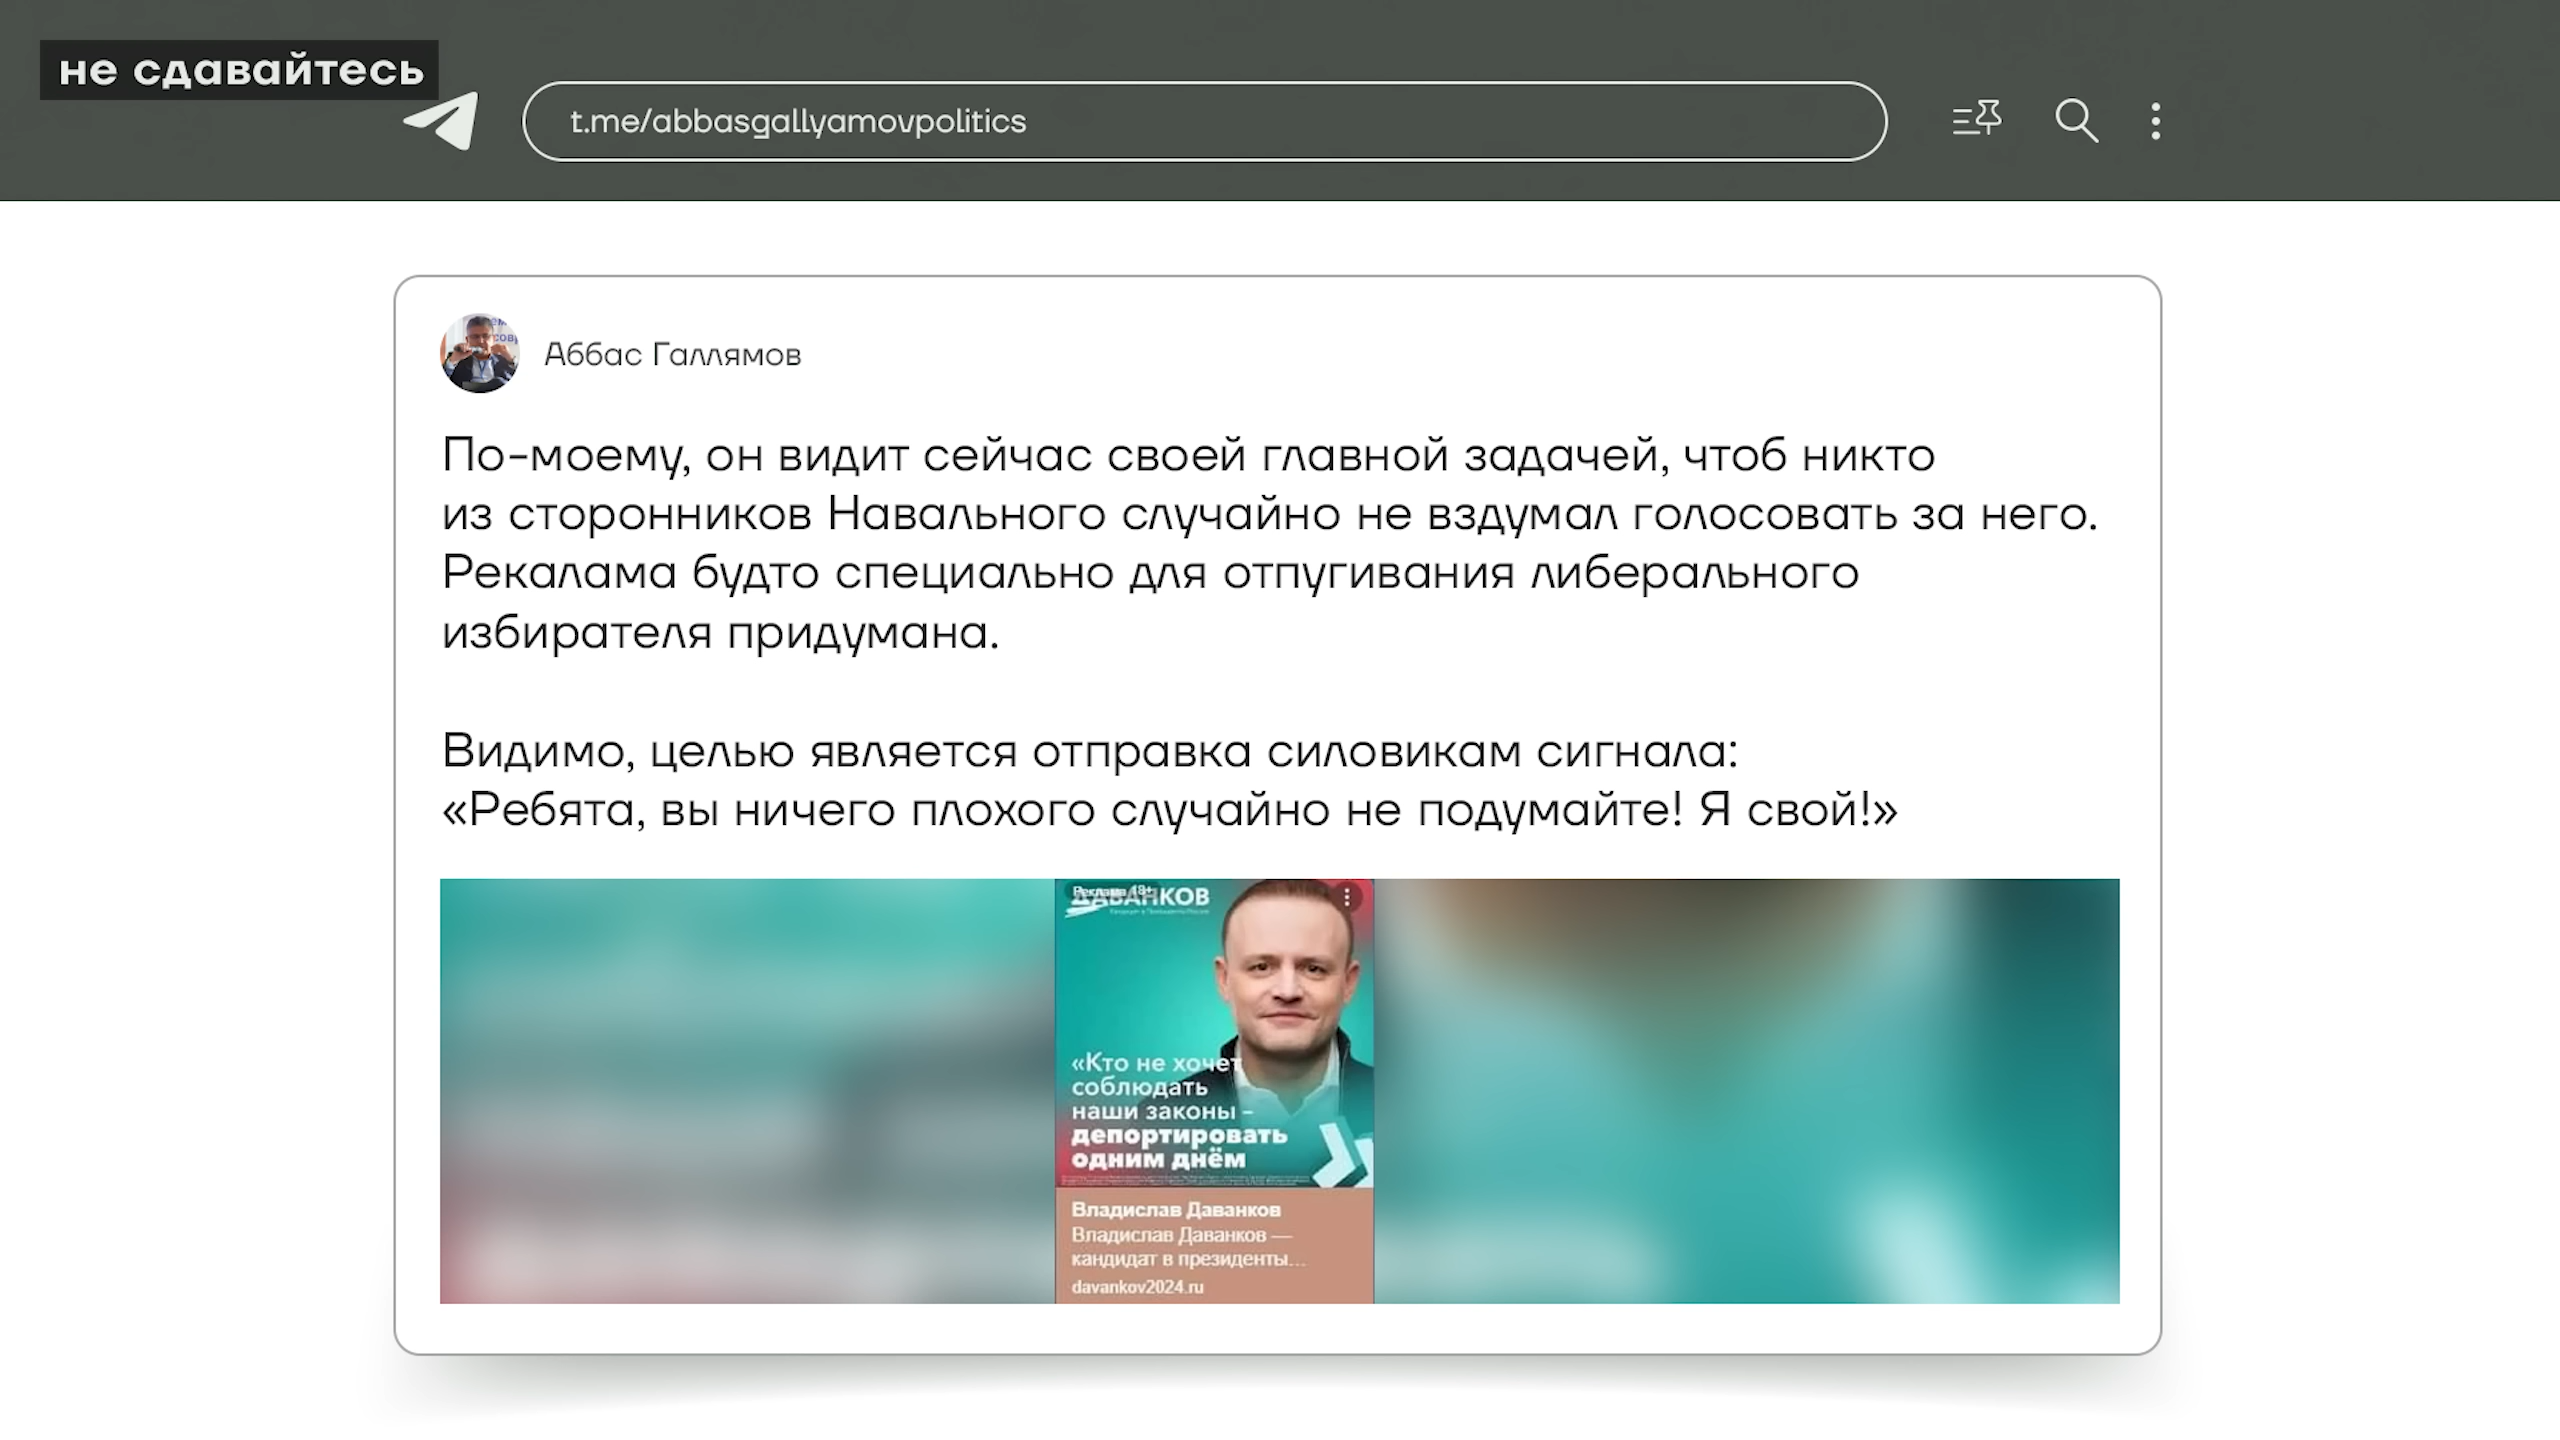 не сдавайтесь
t.me/abbasgallyamovpolitics
Аббас Галлямов
По-моему, он видит сейчас своей главной задачей, чтоб никто
из сторонников Навального случайно не вздумал голосовать за него.
Рекалама будто специально для отпугивания либерального
избирателя придумана.
Видимо, целью является отправка силовикам сигнала:
«Ребята, вы ничего плохого случайно не подумайте! Я свой!»
Реклама 18+
ДАВАНКОВ
«Кто не хочет
соблюдать
наши законы –
депортировать
одним днём
Владислав Даванков
Владислав Даванков —
кандидат в президенты...
davankov2024.ru